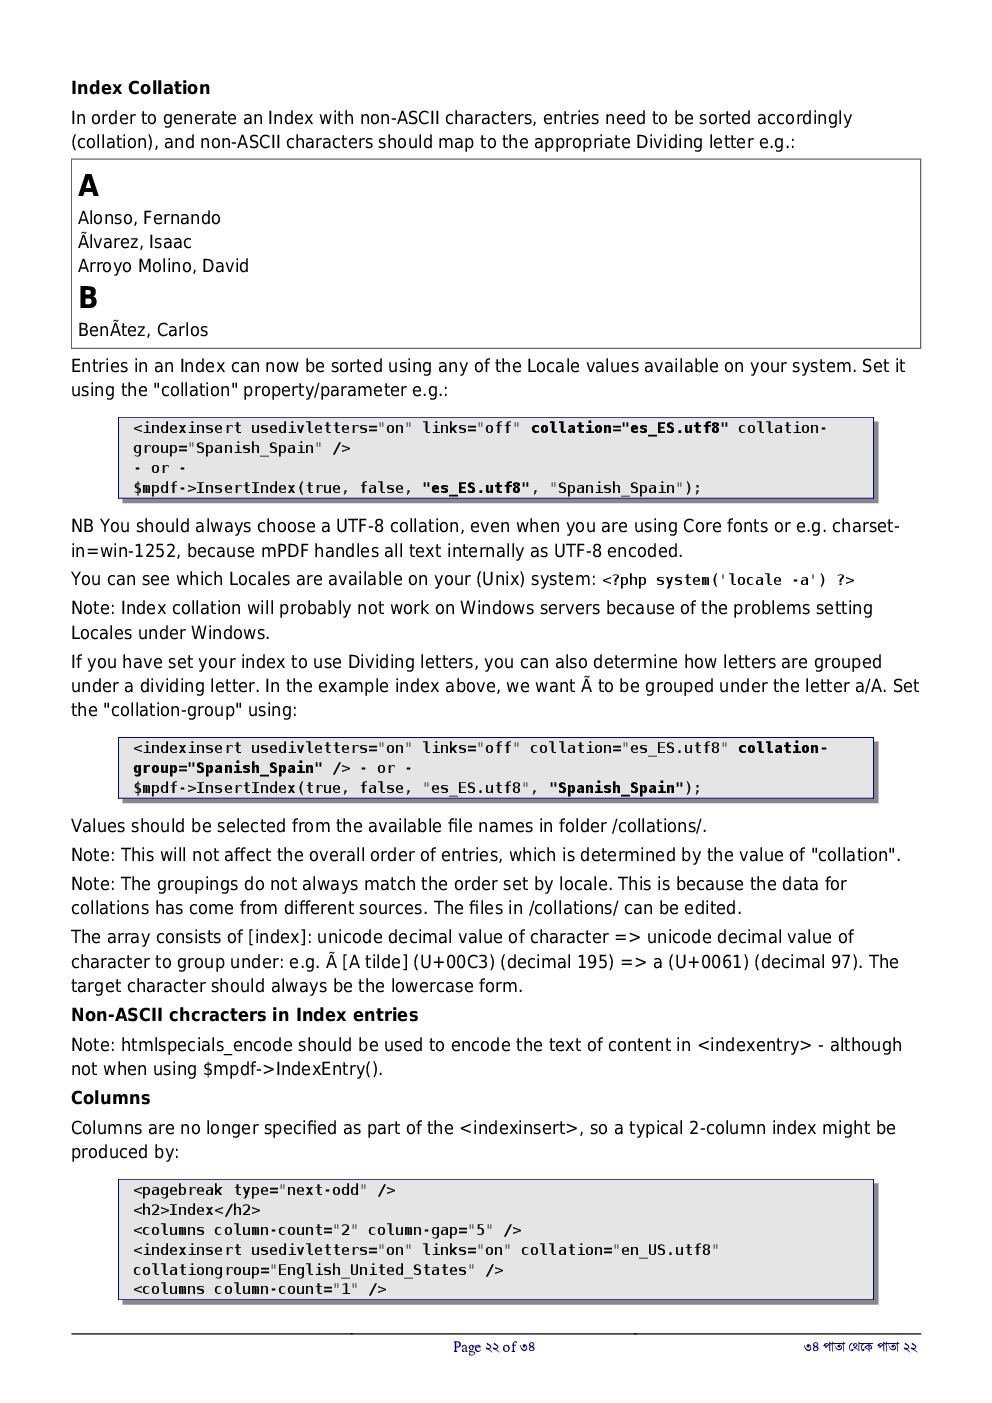 Index Collation
In order to generate an Index with non-ASCII characters, entries need to be sorted accordingly
(collation), and non-ASCII characters should map to the appropriate Dividing letter e.g.:
A
Alonso, Fernando
Ãlvarez, Isaac
Arroyo Molino, David
B
BenÃtez, Carlos
Entries in an Index can now be sorted using any of the Locale values available on your system. Set it
using the "collation" property/parameter e.g.:
<indexinsert usedivletters="on" links="off" collation="es_ES.utf8" collation-
group="Spanish_Spain" />
- or -
$mpdf->InsertIndex(true, false, "es_ES.utf8", "Spanish_Spain");
NB You should always choose a UTF-8 collation, even when you are using Core fonts or e.g. charset-
in=win-1252, because mPDF handles all text internally as UTF-8 encoded.
You can see which Locales are available on your (Unix) system: <?php system('locale -a') ?>
Note: Index collation will probably not work on Windows servers because of the problems setting
Locales under Windows.
If you have set your index to use Dividing letters, you can also determine how letters are grouped
under a dividing letter. In the example index above, we want Ã to be grouped under the letter a/A. Set
the "collation-group" using:
<indexinsert usedivletters="on" links="off" collation="es_ES.utf8" collation-
group="Spanish_Spain" /> - or -
$mpdf->InsertIndex(true, false, "es_ES.utf8", "Spanish_Spain");
Values should be selected from the available file names in folder /collations/.
Note: This will not affect the overall order of entries, which is determined by the value of "collation".
Note: The groupings do not always match the order set by locale. This is because the data for
collations has come from different sources. The files in /collations/ can be edited.
The array consists of [index]: unicode decimal value of character => unicode decimal value of
character to group under: e.g. Ã [A tilde] (U+00C3) (decimal 195) => a (U+0061) (decimal 97). The
target character should always be the lowercase form.
Non-ASCII chcracters in Index entries
Note: htmlspecials_encode should be used to encode the text of content in <indexentry> - although
not when using $mpdf->IndexEntry().
Columns
Columns are no longer specified as part of the <indexinsert>, so a typical 2-column index might be
produced by:
<pagebreak type="next-odd" />
<h2>Index</h2>
<columns column-count="2" column-gap="5" />
<indexinsert usedivletters="on" links="on" collation="en_US.utf8"
collationgroup="English_United_States" />
<columns column-count="1" />
Page ২২ of ৩৪ ৩৪ পাতা থেকে পাতা ২২